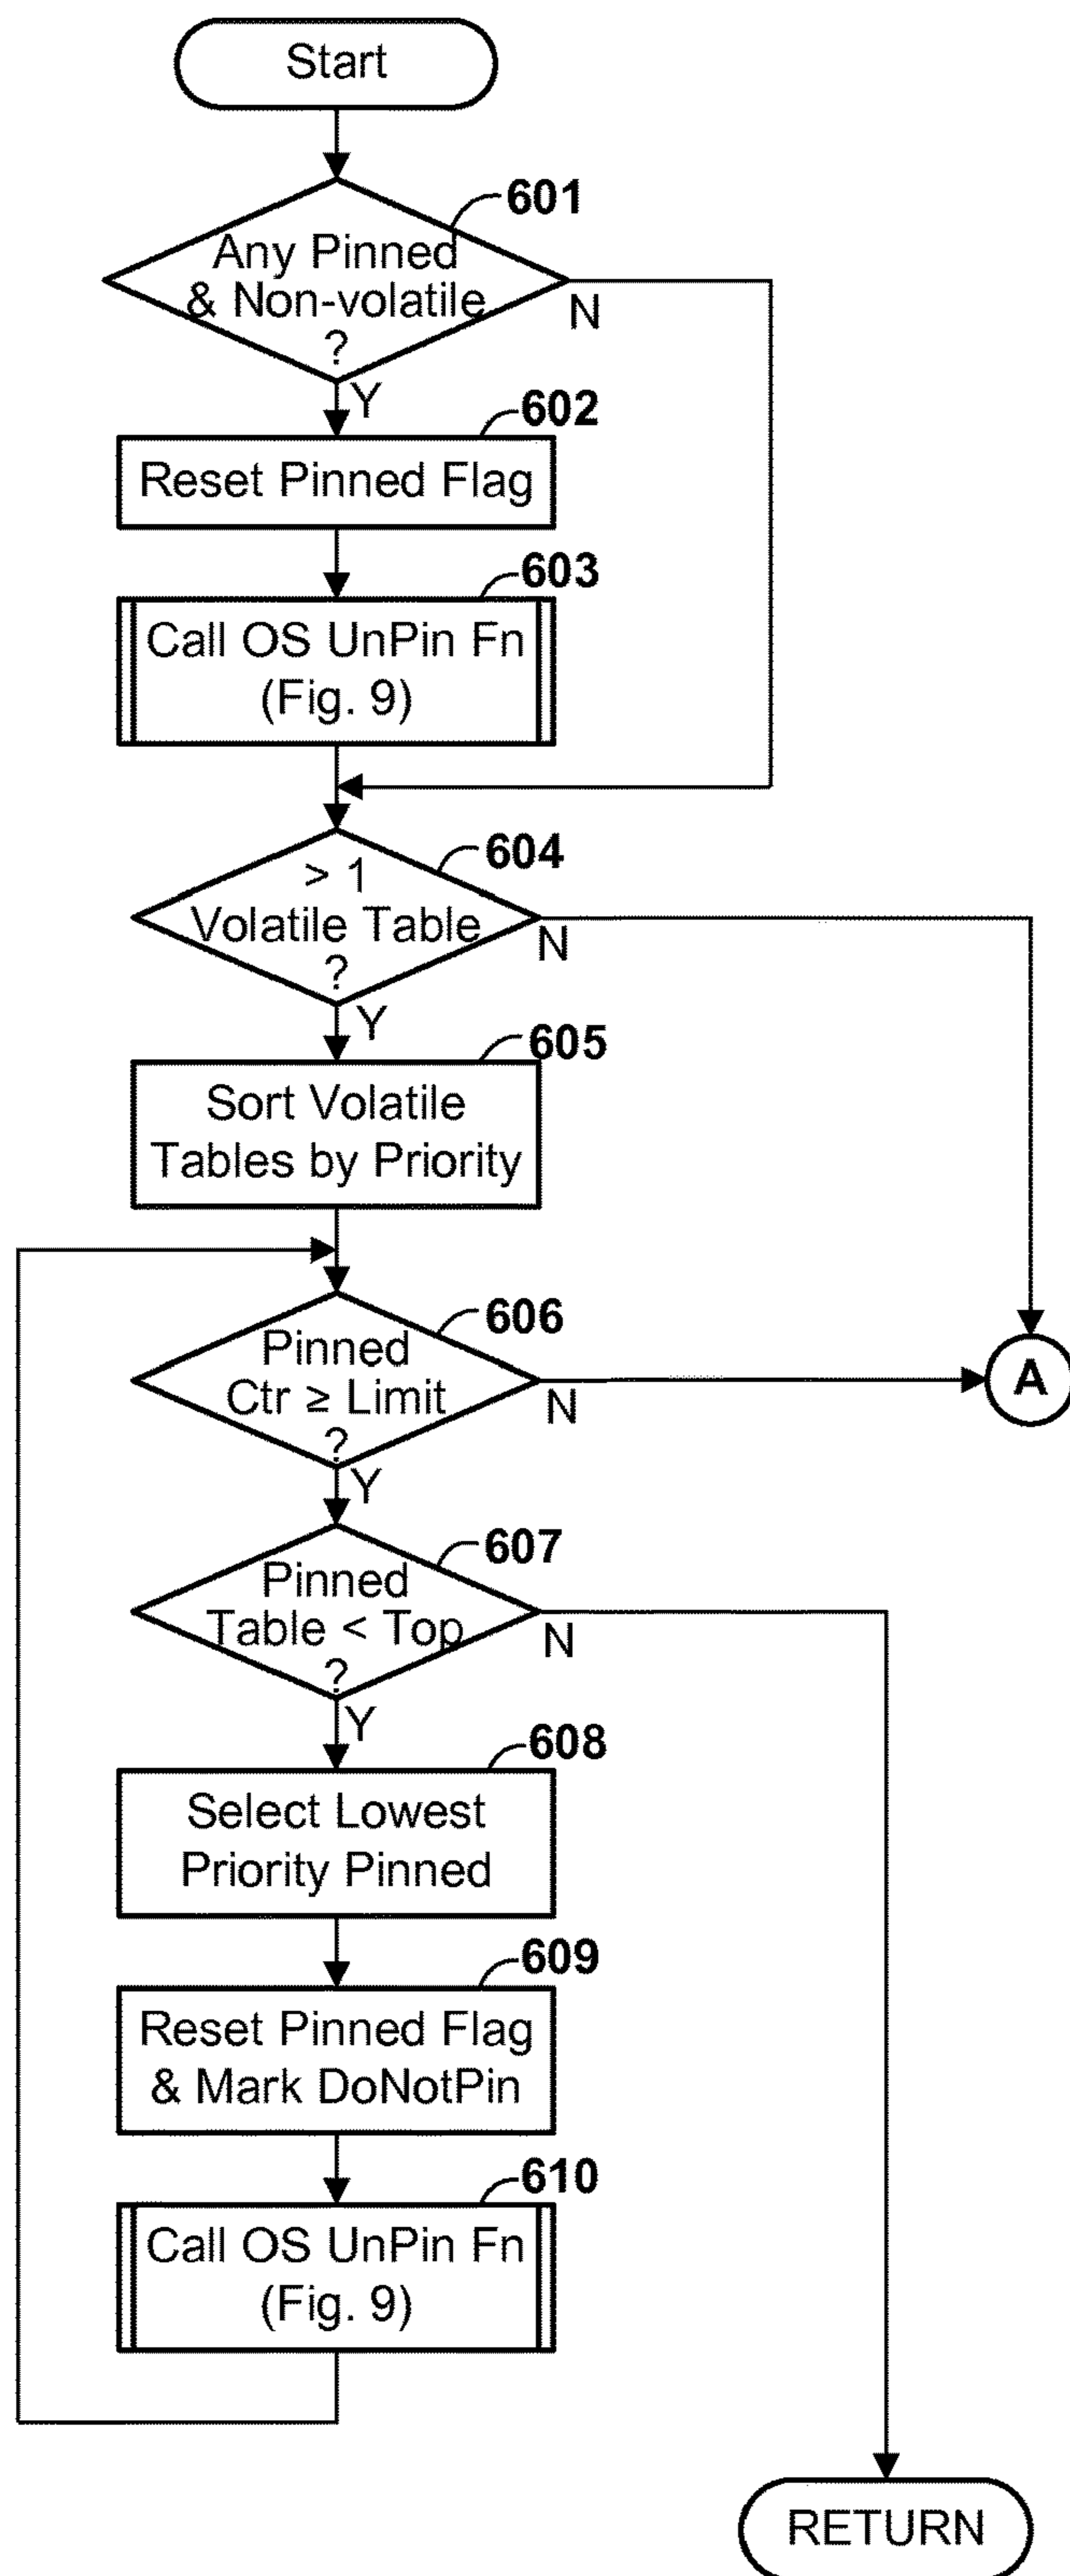 Start
601
Any Pinned
& Non-volatile
?
N
Y
602
Reset Pinned Flag
603
Call OS UnPin Fn
(Fig. 9)
604
> 1
Volatile Table
?
N
Y
605
Sort Volatile
Tables by Priority
606
Pinned
Ctr ≥ Limit
?
N
A
Y
607
Pinned
Table < Top
?
N
Y
608
Select Lowest
Priority Pinned
609
Reset Pinned Flag
& Mark DoNotPin
610
Call OS UnPin Fn
(Fig. 9)
RETURN